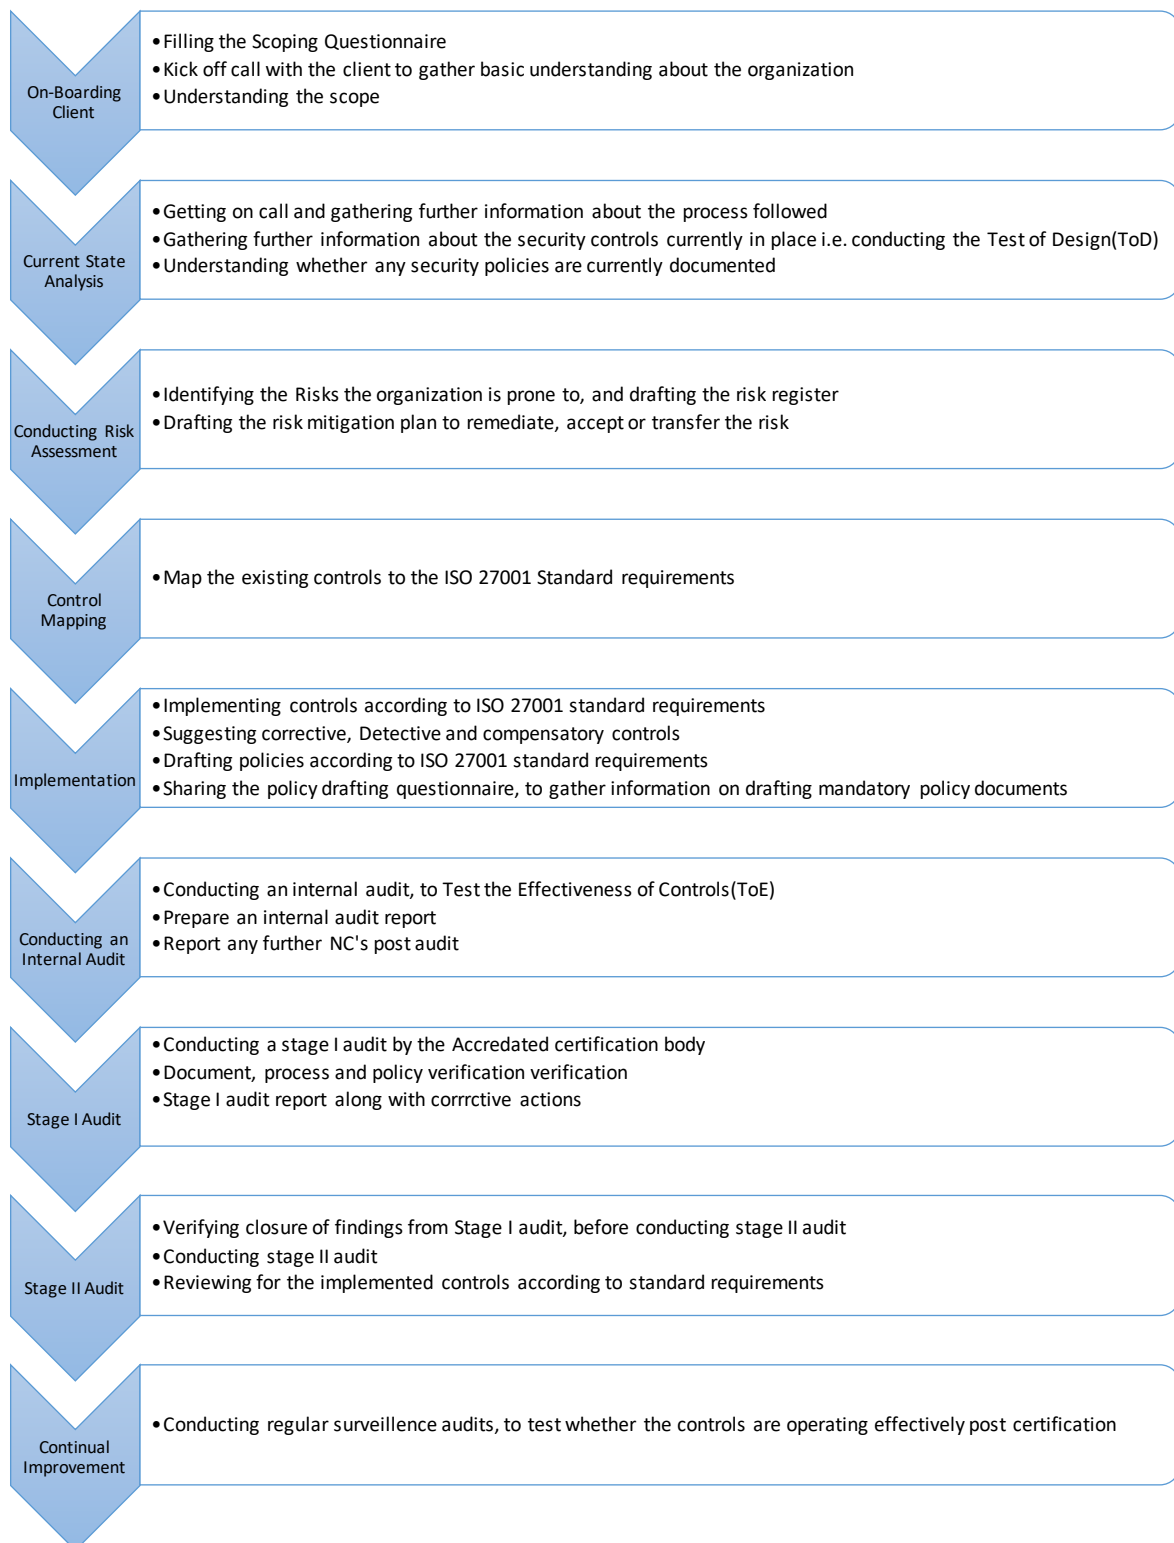 On-Boarding
Client
•Filling the Scoping Questionnaire
•Kick off call with the client to gather basic understanding about the organization
•Understanding the scope
Current State
Analysis
•Getting on call and gathering further information about the process followed
•Gathering further information about the security controls currently in place i.e. conducting the Test of Design(ToD)
•Understanding whether any security policies are currently documented
Conducting Risk
Assessment
•Identifying the Risks the organization is prone to, and drafting the risk register
•Drafting the risk mitigation plan to remediate, accept or transfer the risk
Control
Mapping
•Map the existing controls to the ISO 27001 Standard requirements
Implementation
•Implementing controls according to ISO 27001 standard requirements
•Suggesting corrective, Detective and compensatory controls
•Drafting policies according to ISO 27001 standard requirements
•Sharing the policy drafting questionnaire, to gather information on drafting mandatory policy documents
Conducting an
Internal Audit
•Conducting an internal audit, to Test the Effectiveness of Controls(ToE)
•Prepare an internal audit report
•Report any further NC's post audit
Stage I Audit
•Conducting a stage I audit by the Accredated certification body
•Document, process and policy verification verification
•Stage I audit report along with corrrctive actions
Stage II Audit
•Verifying closure of findings from Stage I audit, before conducting stage II audit
•Conducting stage II audit
•Reviewing for the implemented controls according to standard requirements
Continual
Improvement
•Conducting regular surveillence audits, to test whether the controls are operating effectively post certification